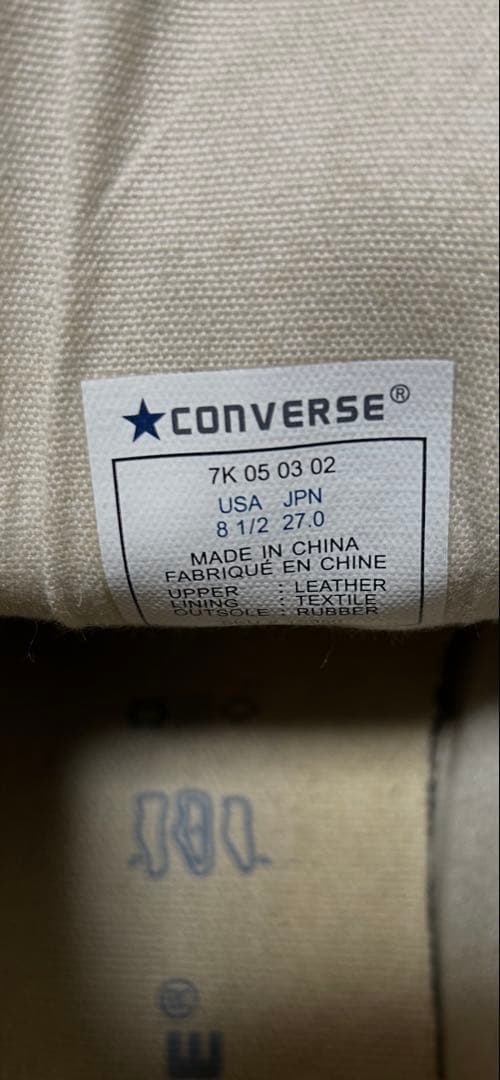 ★CONVERSE®
7K 05 03 02
USA JPN
8 1/2 27.0
MADE IN CHINA
FABRIQUÉ EN CHINE
UPPER : LEATHER
LINING : TEXTILE
OUTSOLE : RUBBER
E®